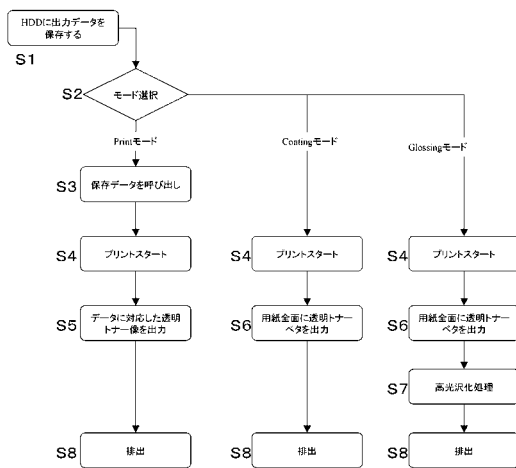 HDDに出力データを
保存する
S1
S2
モード選択
Printモード
Contingモード
Glossingモード
S3
保存データを呼び出し
S4
プリントスタート
S4
プリントスタート
S4
プリントスタート
S5
データに対応した透明
トナー像を出力
S6
用紙全面に透明トナー
ベタを出力
S6
用紙全面に透明トナー
ベタを出力
S7
高光沢化処理
S8
排出
S8
排出
S8
排出